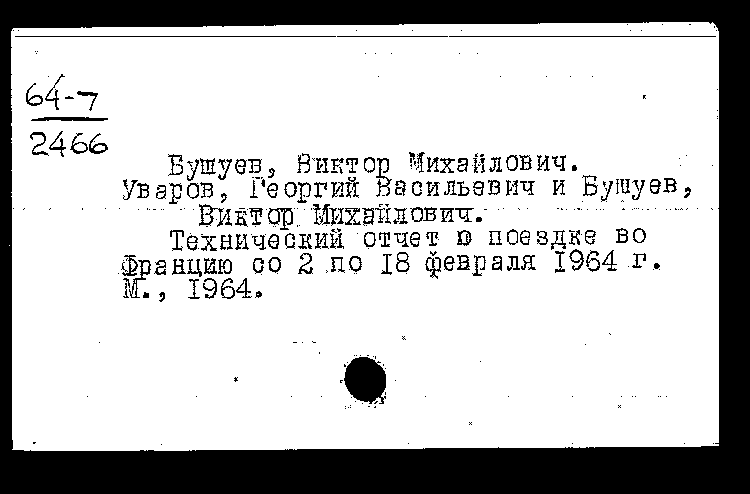 64-7
2466
Бушуев, Виктор Михайлович.
Уваров, Георгий Васильевич и Бушуев,
Виктор Михайлович.
Технический отчет о поездке во
Францию со 2 по 18 февраля 1964 г.
М., 1964.